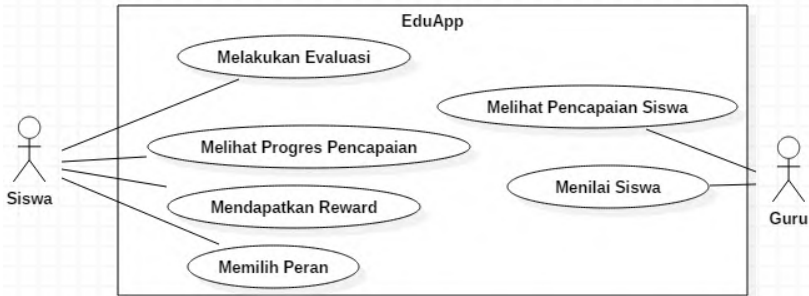 EduApp
Melakukan Evaluasi
Melihat Pencapaian Siswa
Melihat Progres Pencapaian
Menilai Siswa
Siswa
Mendapatkan Reward
Guru
Memilih Peran